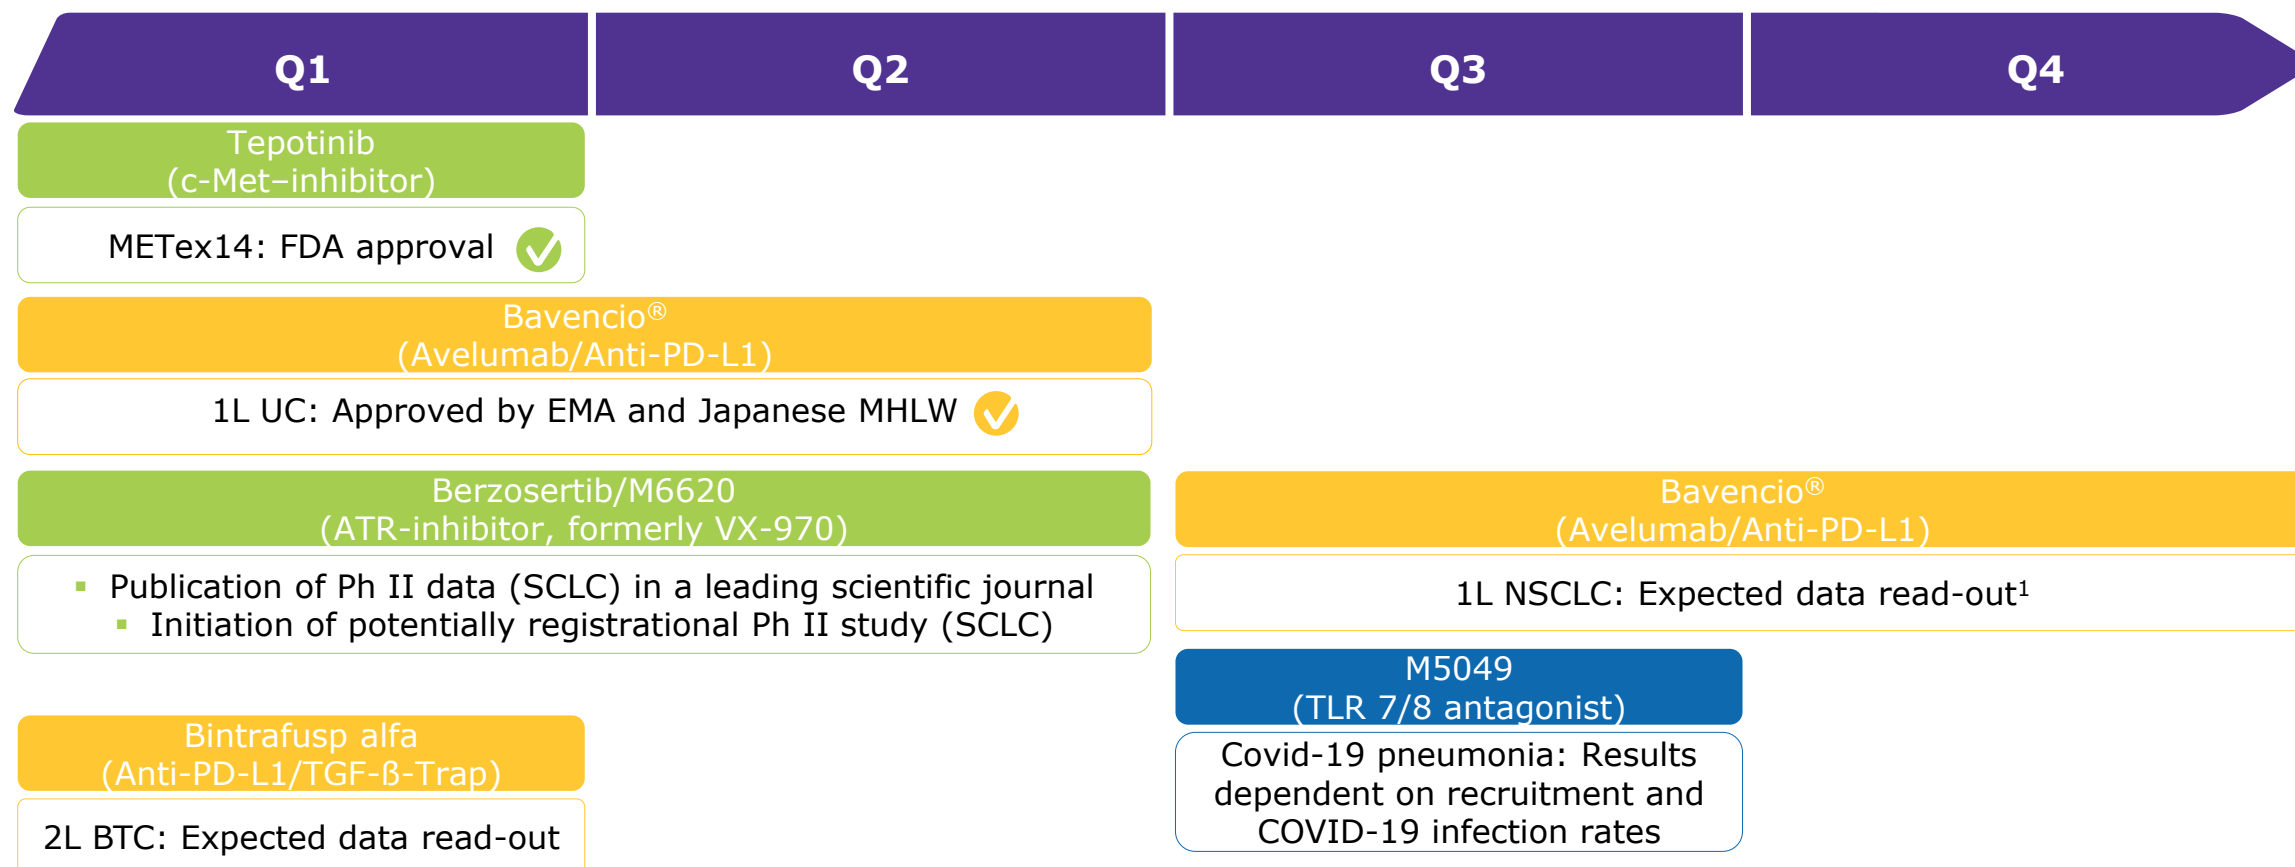 Q1
Q2
Q3
Q4
Tepotinib
(c-Met–inhibitor)
METex14: FDA approval
Bavencio®
(Avelumab/Anti-PD-L1)
1L UC: Approved by EMA and Japanese MHLW
Berzosertib/M6620
(ATR-inhibitor, formerly VX-970)
▪ Publication of Ph II data (SCLC) in a leading scientific journal
▪ Initiation of potentially registrational Ph II study (SCLC)
Bavencio®
(Avelumab/Anti-PD-L1)
1L NSCLC: Expected data read-out¹
M5049
(TLR 7/8 antagonist)
Covid-19 pneumonia: Results
dependent on recruitment and
COVID-19 infection rates
Bintrafusp alfa
(Anti-PD-L1/TGF-ß-Trap)
2L BTC: Expected data read-out